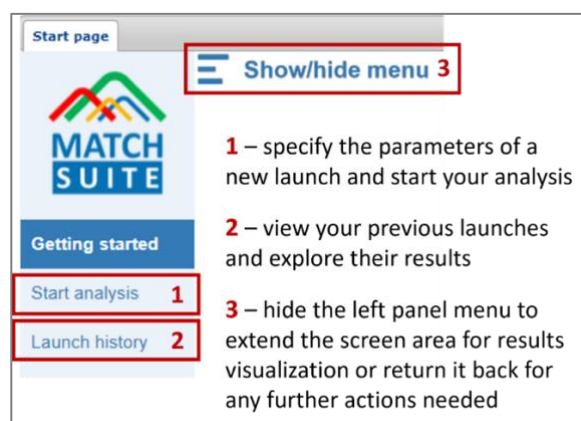 Start page
Show/hide menu 3
MATCH
SUITE
1 – specify the parameters of a
new launch and start your analysis
Getting started
2 – view your previous launches
and explore their results
Start analysis 1
Launch history 2
3 – hide the left panel menu to
extend the screen area for results
visualization or return it back for
any further actions needed